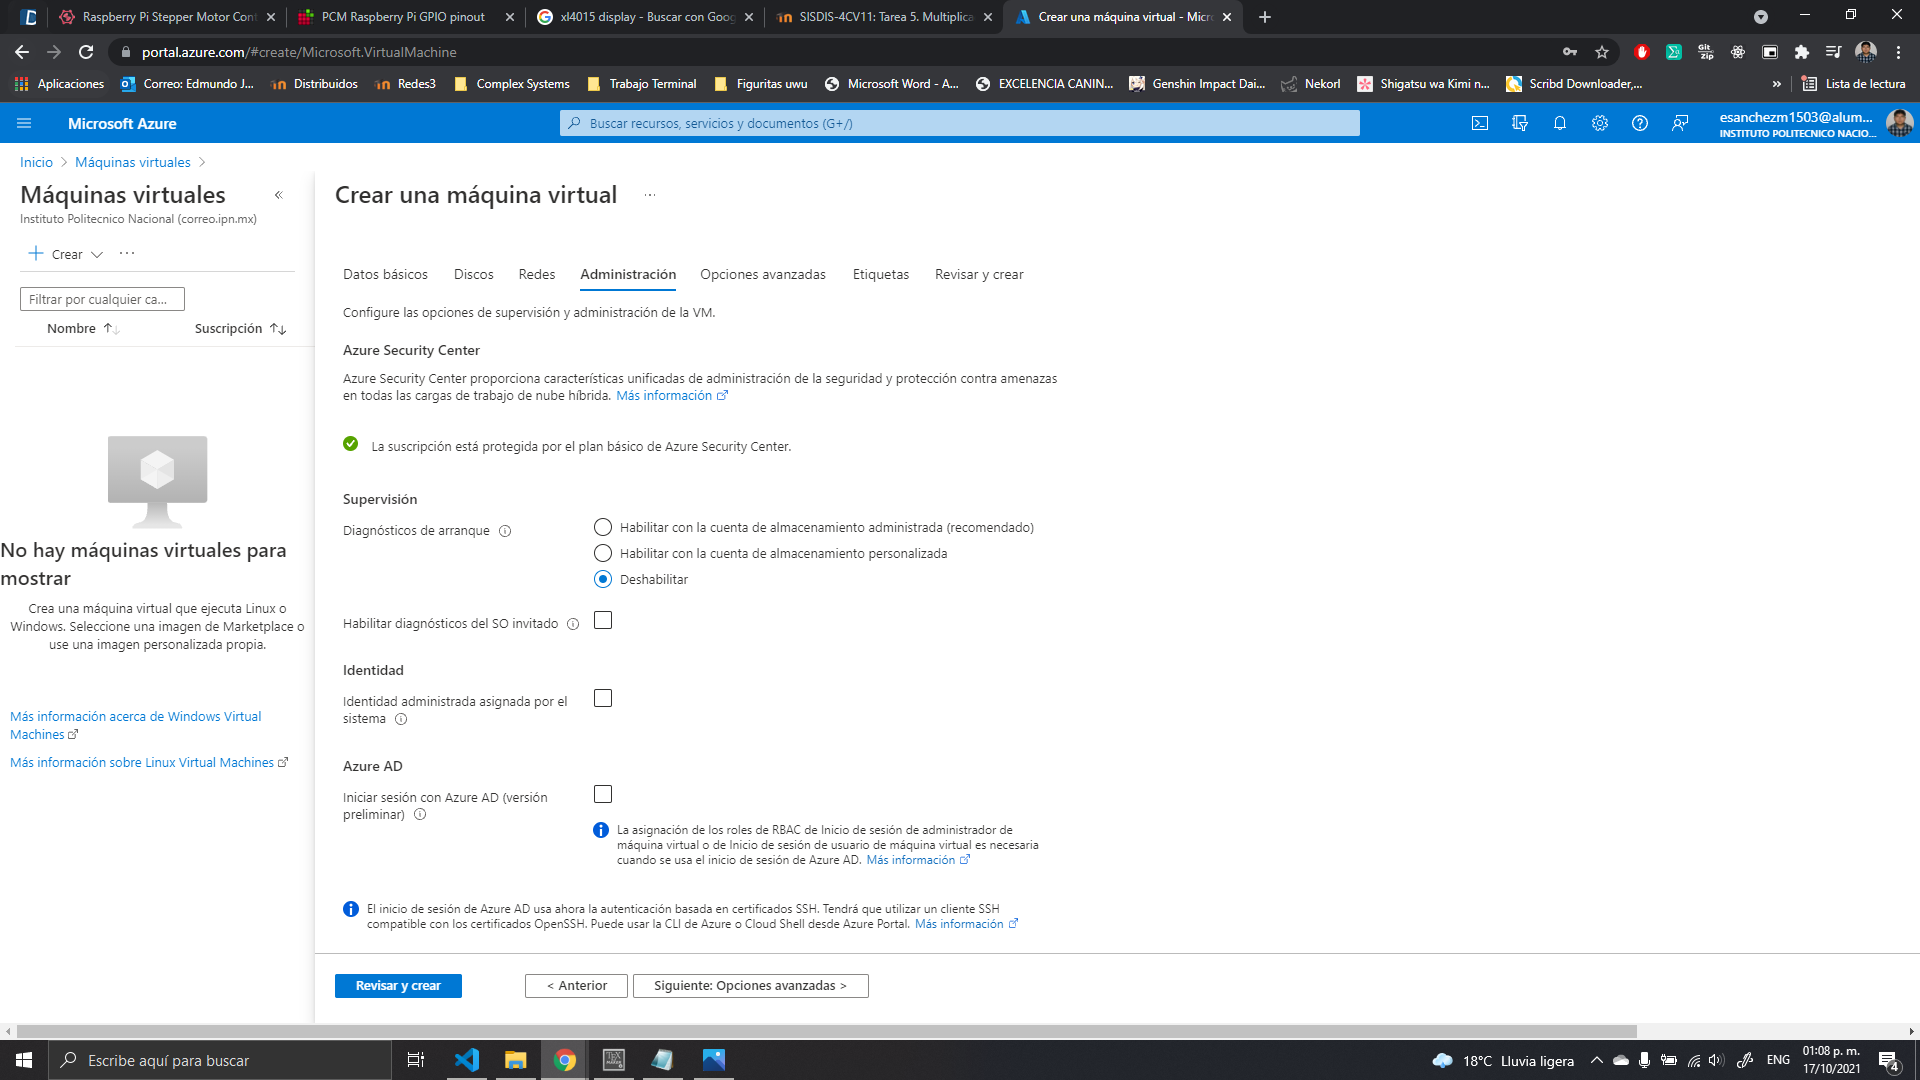 Raspberry Pi Stepper Motor Cont
PCM Raspberry Pi GPIO pinout
xl4015 display - Buscar con Goog
SISDIS-4CV11: Tarea 5. Multiplica
Crear una máquina virtual - Micro
portal.azure.com/#create/Microsoft.VirtualMachine
Aplicaciones
Correo: Edmundo J...
Distribuidos
Redes3
Complex Systems
Trabajo Terminal
Figuritas uwu
Microsoft Word - A...
EXCELENCIA CANIN...
Genshin Impact Dai...
Nekorl
Shigatsu wa Kimi n...
Scribd Downloader,...
»
Lista de lectura
Microsoft Azure
Buscar recursos, servicios y documentos (G+/)
esanchezm1503@alum...
INSTITUTO POLITECNICO NACIO...
Inicio > Máquinas virtuales >
Máquinas virtuales
«
Instituto Politecnico Nacional (correo.ipn.mx)
+ Crear
...
Filtrar por cualquier ca...
Nombre ↑↓
Suscripción ↑↓
No hay máquinas virtuales para
mostrar
Crea una máquina virtual que ejecuta Linux o
Windows. Seleccione una imagen de Marketplace o
use una imagen personalizada propia.
Más información acerca de Windows Virtual
Machines
Más información sobre Linux Virtual Machines
Crear una máquina virtual
...
Datos básicos
Discos
Redes
Administración
Opciones avanzadas
Etiquetas
Revisar y crear
Configure las opciones de supervisión y administración de la VM.
Azure Security Center
Azure Security Center proporciona características unificadas de administración de la seguridad y protección contra amenazas
en todas las cargas de trabajo de nube híbrida. Más información
La suscripción está protegida por el plan básico de Azure Security Center.
Supervisión
Diagnósticos de arranque
Habilitar con la cuenta de almacenamiento administrada (recomendado)
Habilitar con la cuenta de almacenamiento personalizada
Deshabilitar
Habilitar diagnósticos del SO invitado
Identidad
Identidad administrada asignada por el
sistema
Azure AD
Iniciar sesión con Azure AD (versión
preliminar)
La asignación de los roles de RBAC de Inicio de sesión de administrador de
máquina virtual o de Inicio de sesión de usuario de máquina virtual es necesaria
cuando se usa el inicio de sesión de Azure AD. Más información
El inicio de sesión de Azure AD usa ahora la autenticación basada en certificados SSH. Tendrá que utilizar un cliente SSH
compatible con los certificados OpenSSH. Puede usar la CLI de Azure o Cloud Shell desde Azure Portal. Más información
Revisar y crear
< Anterior
Siguiente: Opciones avanzadas >
Escribe aquí para buscar
18°C Lluvia ligera
ENG
01:08 p. m.
17/10/2021
4